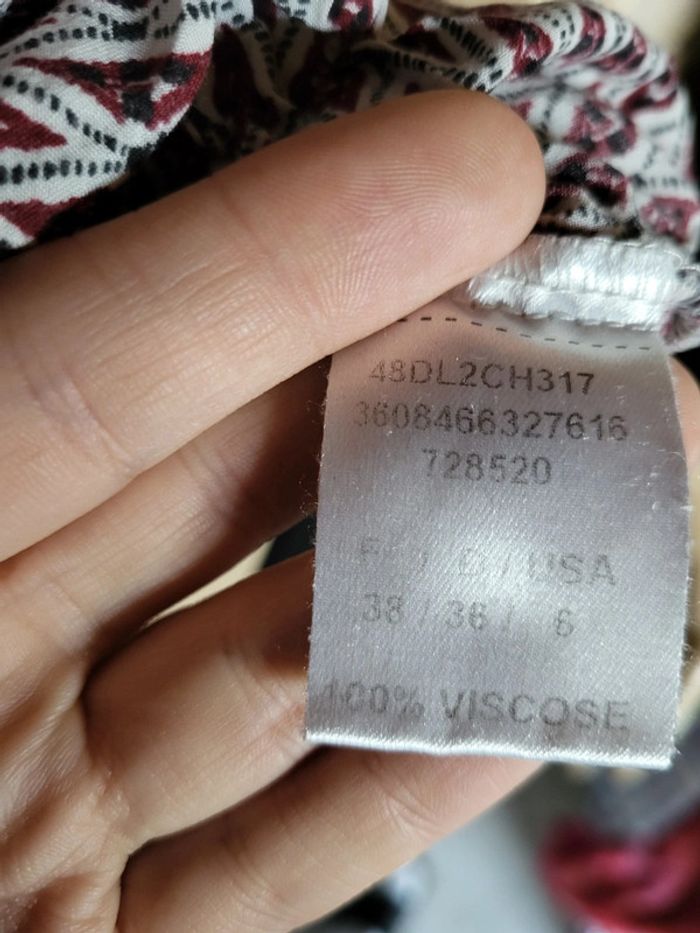 48DL2CH317
3608466327616
728520
F / D / USA
38 / 36 / 6
100% VISCOSE